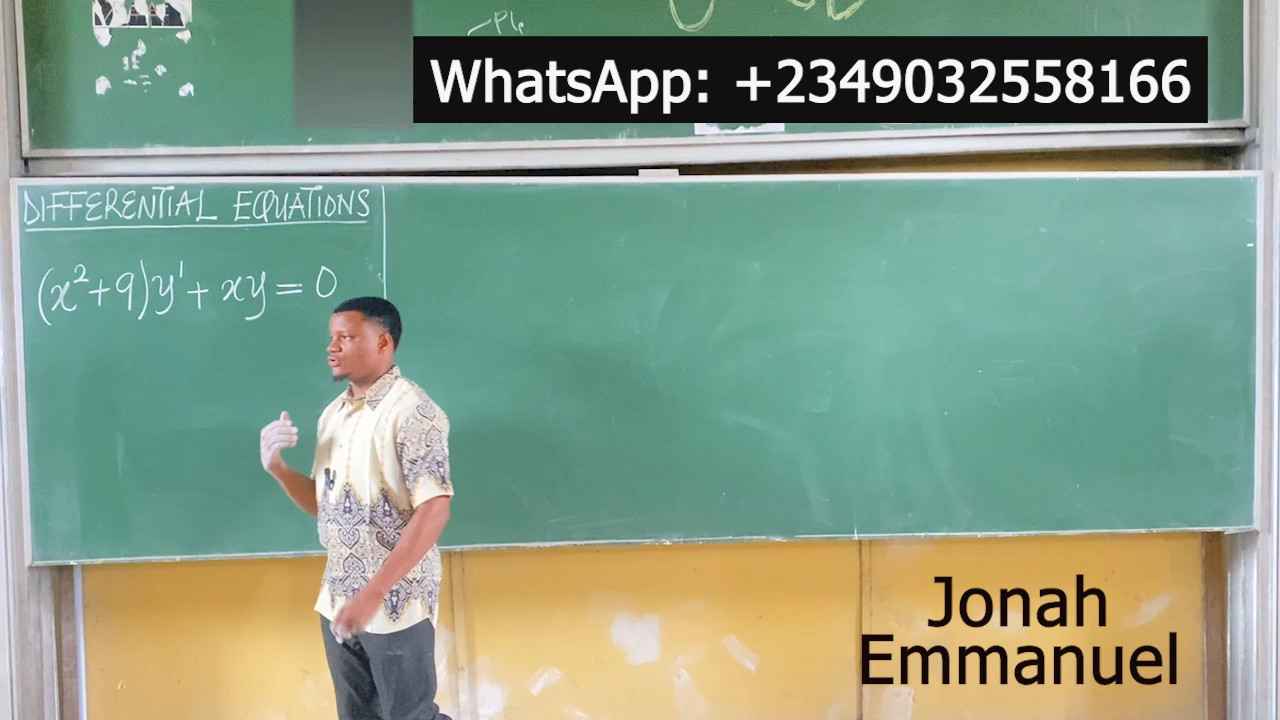 WhatsApp: +2349032558166
DIFFERENTIAL EQUATIONS
(x²+9)y' + xy = 0
Jonah
Emmanuel